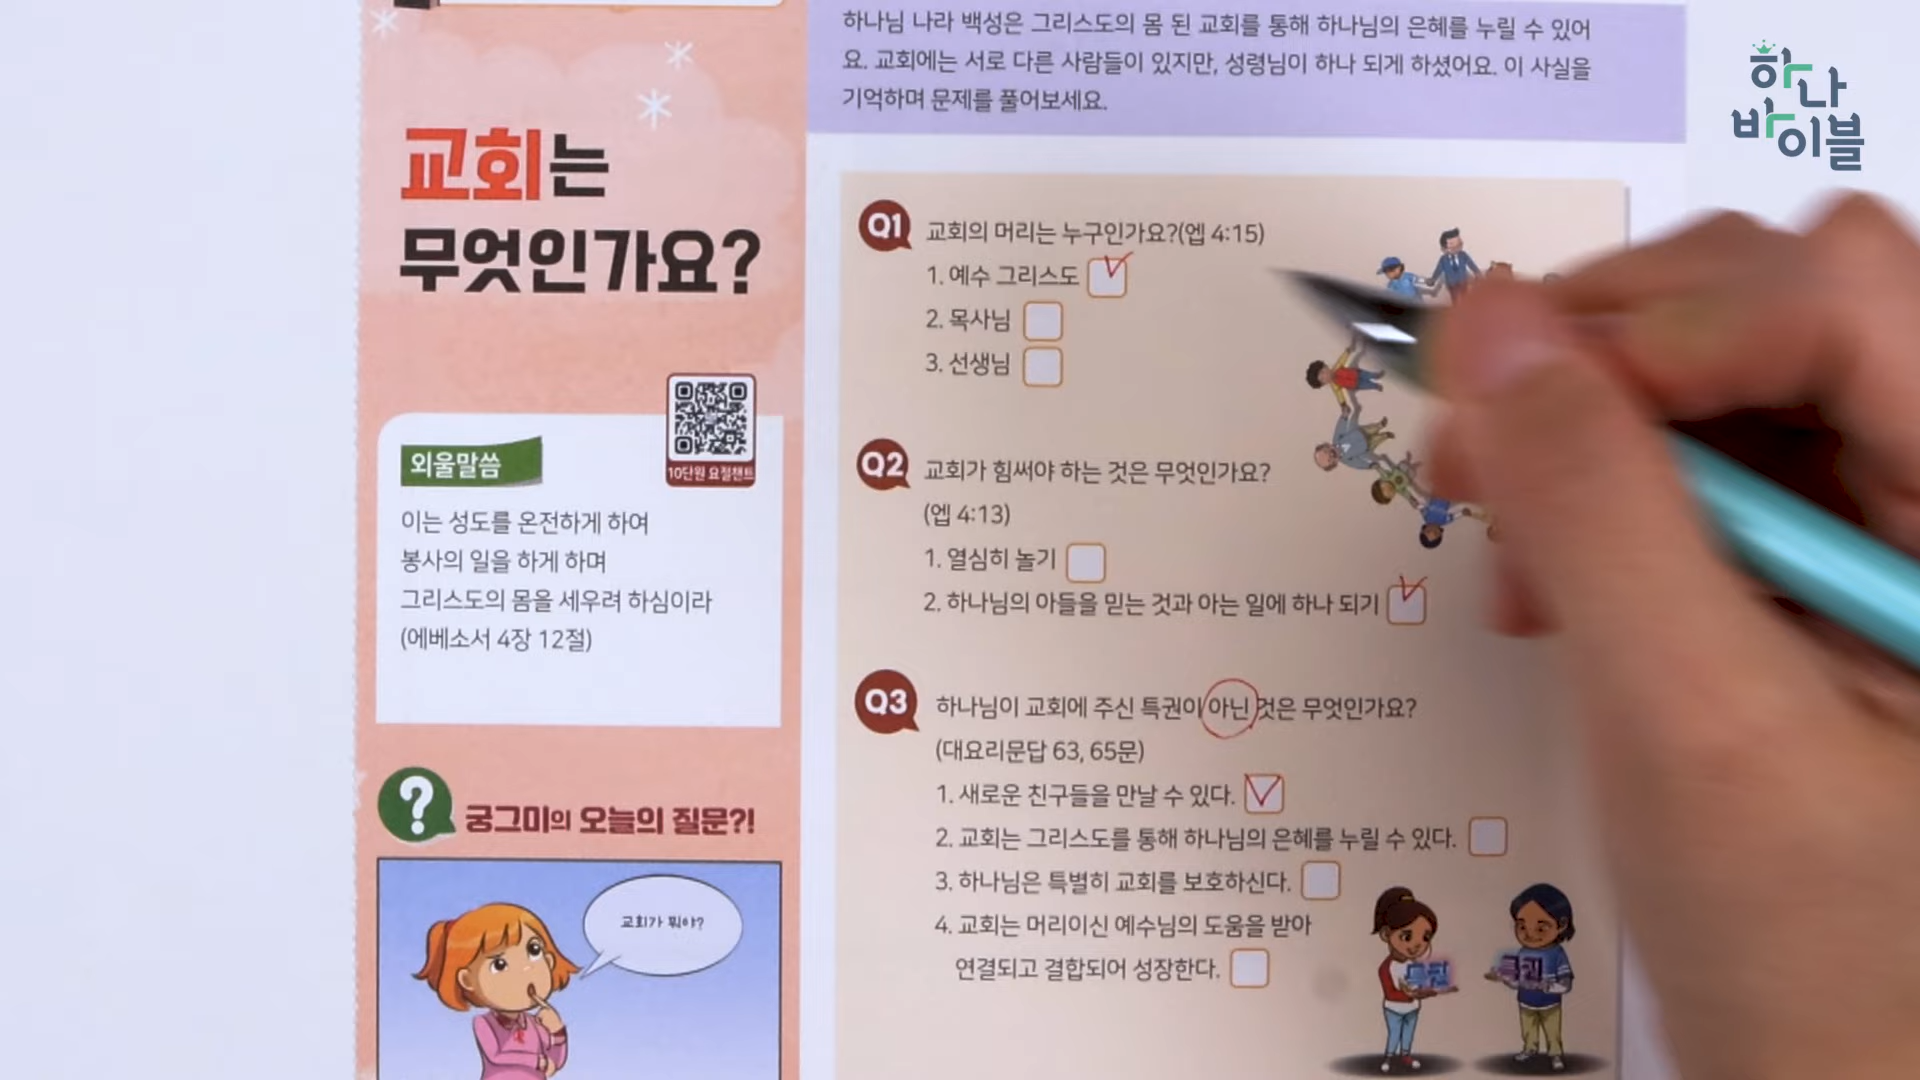 하나님 나라 백성은 그리스도의 몸 된 교회를 통해 하나님의 은혜를 누릴 수 있어
요. 교회에는 서로 다른 사람들이 있지만, 성령님이 하나 되게 하셨어요. 이 사실을
기억하며 문제를 풀어보세요.
하나
바이블
교회는
무엇인가요?
10단원 요절챈트
외울말씀
이는 성도를 온전하게 하여
봉사의 일을 하게 하며
그리스도의 몸을 세우려 하심이라
(에베소서 4장 12절)
? 궁그미의 오늘의 질문?!
교회가 뭐야?
Q1 교회의 머리는 누구인가요?(엡 4:15)
1. 예수 그리스도
2. 목사님
3. 선생님
Q2 교회가 힘써야 하는 것은 무엇인가요?
(엡 4:13)
1. 열심히 놀기
2. 하나님의 아들을 믿는 것과 아는 일에 하나 되기
Q3 하나님이 교회에 주신 특권이 아닌 것은 무엇인가요?
(대요리문답 63, 65문)
1. 새로운 친구들을 만날 수 있다.
2. 교회는 그리스도를 통해 하나님의 은혜를 누릴 수 있다.
3. 하나님은 특별히 교회를 보호하신다.
4. 교회는 머리이신 예수님의 도움을 받아
연결되고 결합되어 성장한다.
특권